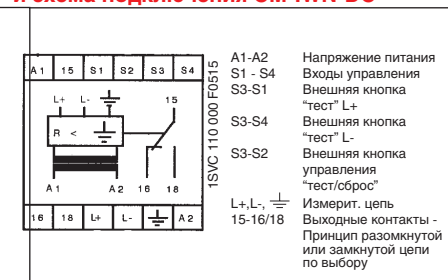 и схема подключения CM-IWN-DC
A1 15 S1 S2 S3 S4
L+ L- 15
R <
A1 A2 16 18
16 18 L+ L- A2
1SVC 110 000 F0515
A1-A2 Напряжение питания
S1 - S4 Входы управления
S3-S1 Внешняя кнопка
“тест” L+
S3-S4 Внешняя кнопка
“тест” L-
S3-S2 Внешняя кнопка
управления
“тест/сброс”
L+,L-, Измерит. цепь
15-16/18 Выходные контакты -
Принцип разомкнутой
или замкнутой цепи
по выбору